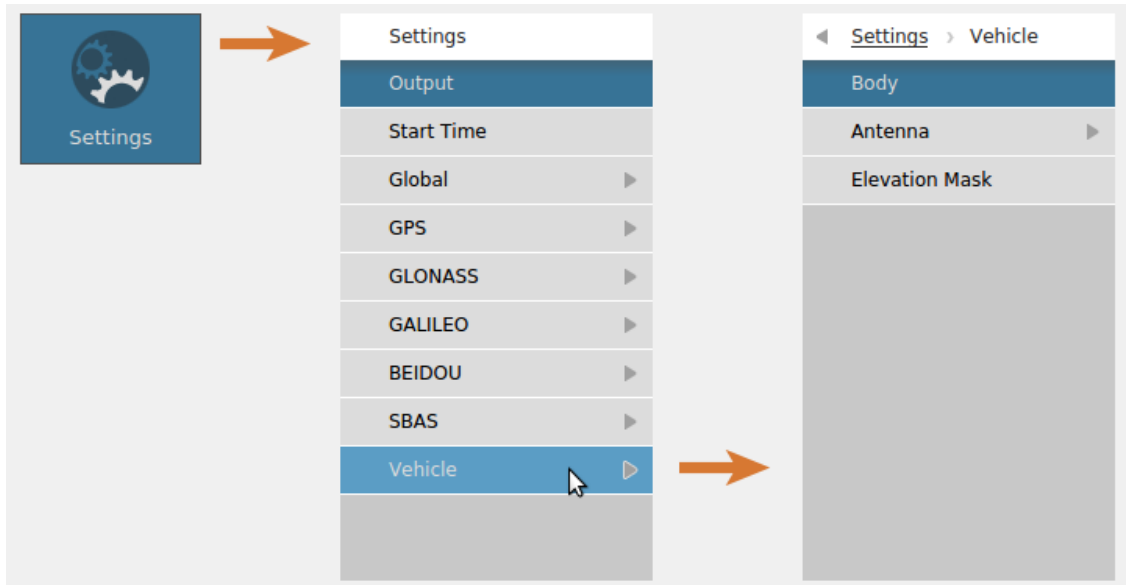 Settings
Settings
Output
Start Time
Global
GPS
GLONASS
GALILEO
BEIDOU
SBAS
Vehicle
Settings › Vehicle
Body
Antenna
Elevation Mask